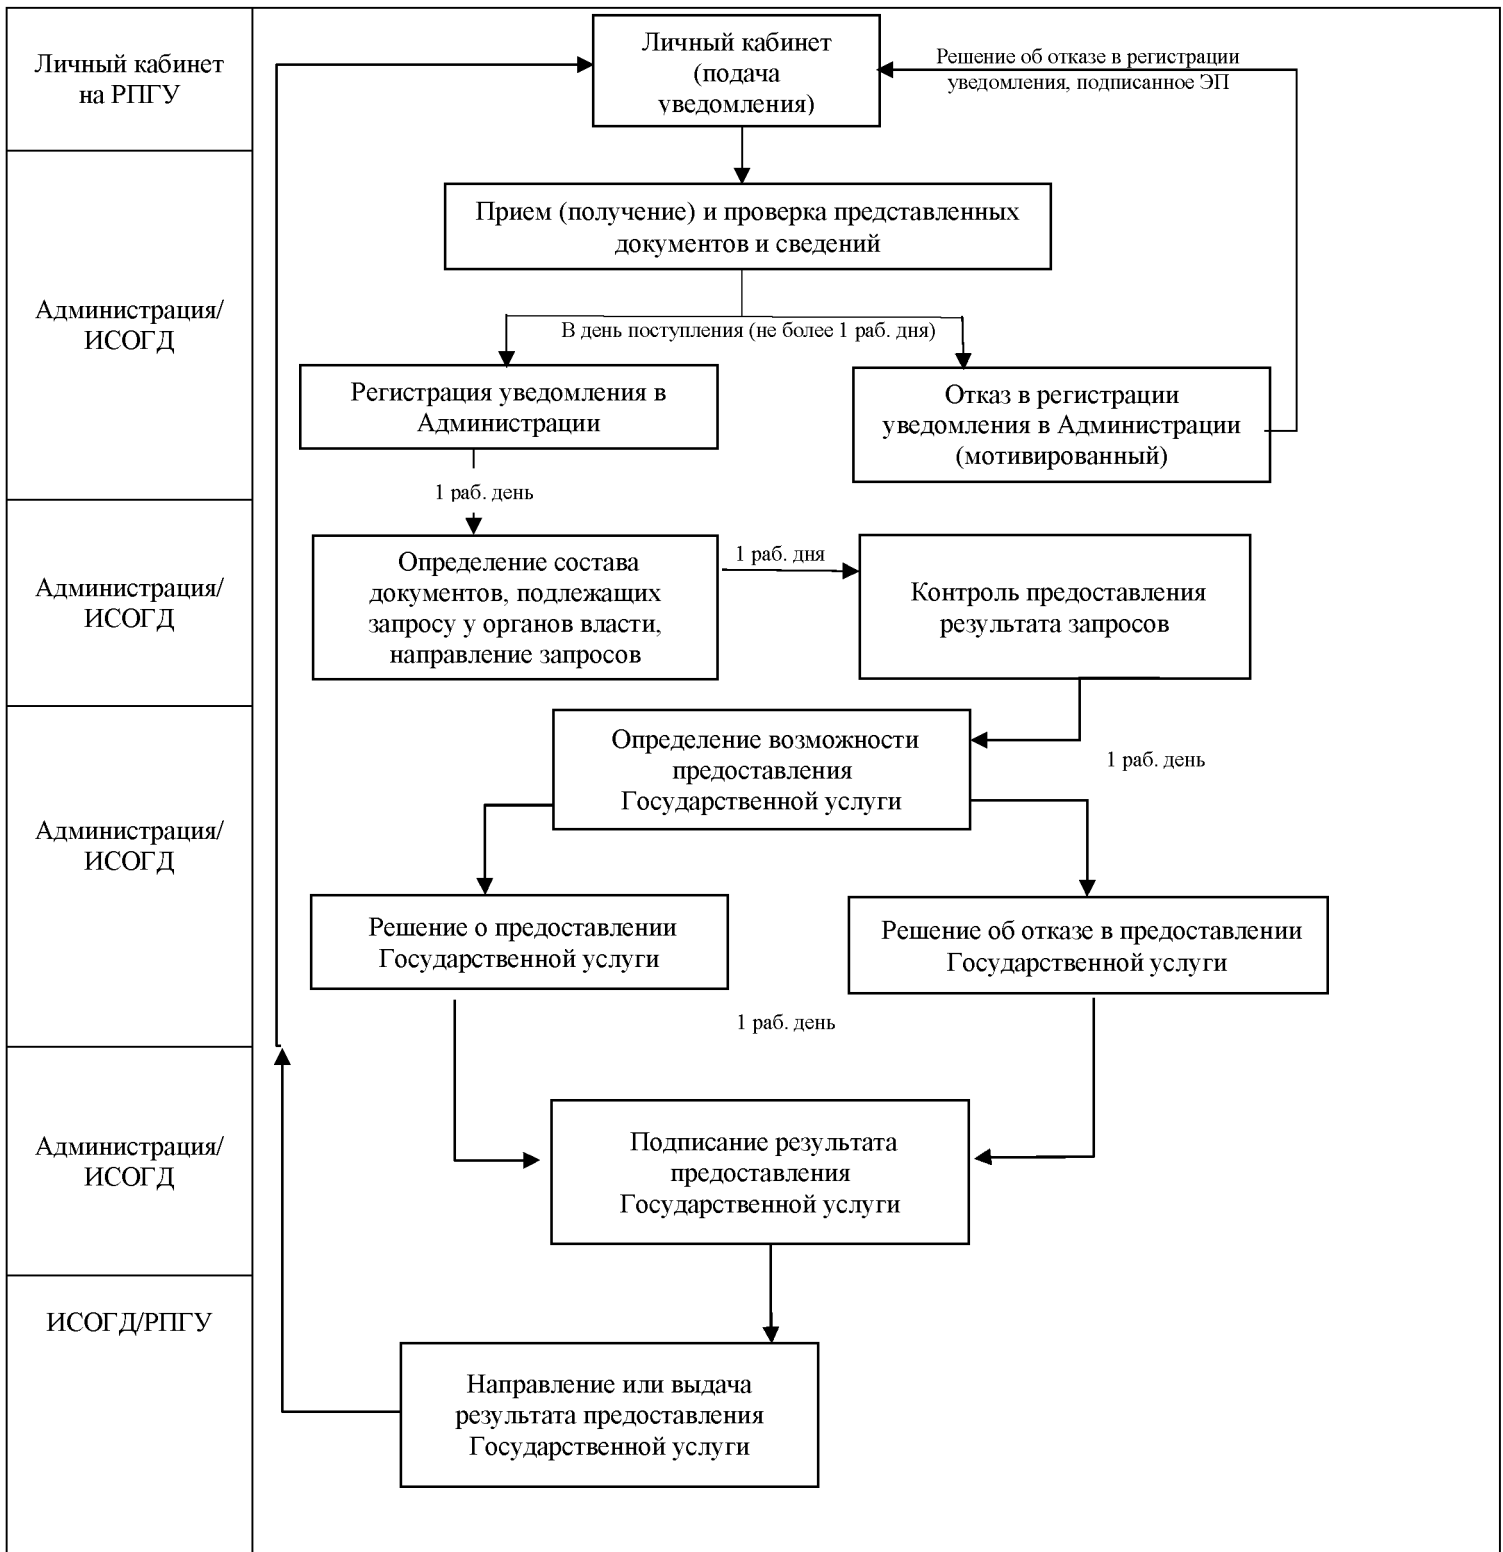 Личный кабинет
на РПГУ
Личный кабинет
(подача
уведомления)
Решение об отказе в регистрации
уведомления, подписанное ЭП
Администрация/
ИСОГД
Прием (получение) и проверка представленных
документов и сведений
В день поступления (не более 1 раб. дня)
Регистрация уведомления в
Администрации
Отказ в регистрации
уведомления в Администрации
(мотивированный)
1 раб. день
Администрация/
ИСОГД
Определение состава
документов, подлежащих
запросу у органов власти,
направление запросов
1 раб. дня
Контроль предоставления
результата запросов
Администрация/
ИСОГД
Определение возможности
предоставления
Государственной услуги
1 раб. день
Решение о предоставлении
Государственной услуги
Решение об отказе в предоставлении
Государственной услуги
1 раб. день
Администрация/
ИСОГД
Подписание результата
предоставления
Государственной услуги
ИСОГД/РПГУ
Направление или выдача
результата предоставления
Государственной услуги